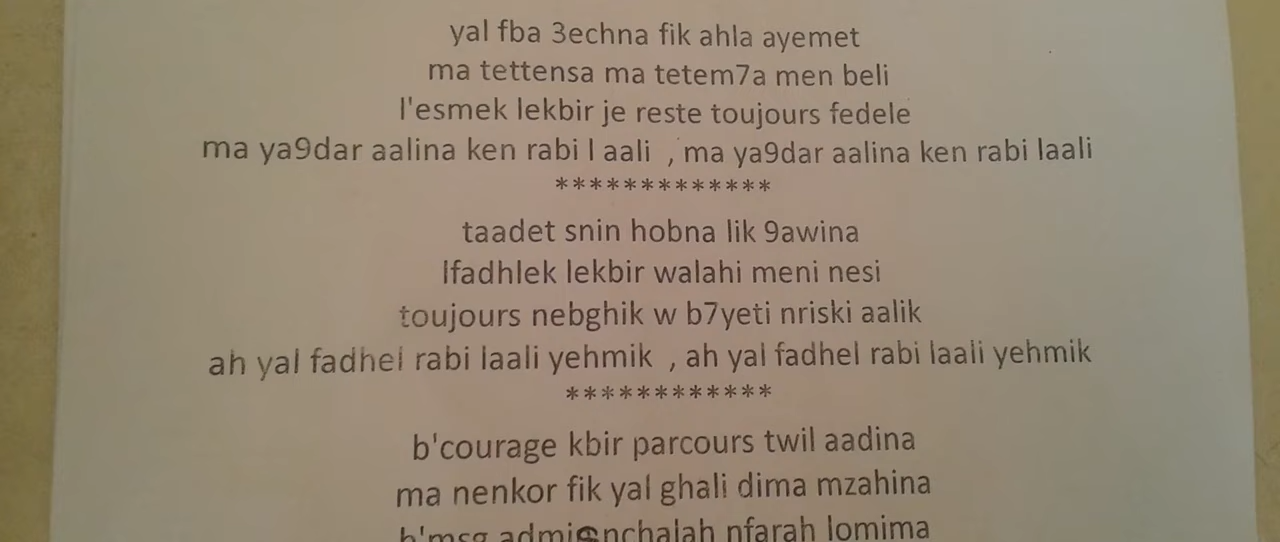 yal fba 3echna fik ahla ayemet
ma tettensa ma tetem7a men beli
l'esmek lekbir je reste toujours fedele
ma ya9dar aalina ken rabi l aali , ma ya9dar aalina ken rabi laali
*************
taadet snin hobna lik 9awina
lfadhlek lekbir walahi meni nesi
toujours nebghik w b7yeti nriski aalik
ah yal fadhel rabi laali yehmik , ah yal fadhel rabi laali yehmik
************
b'courage kbir parcours twil aadina
ma nenkor fik yal ghali dima mzahina
b'msg nfarah lomima